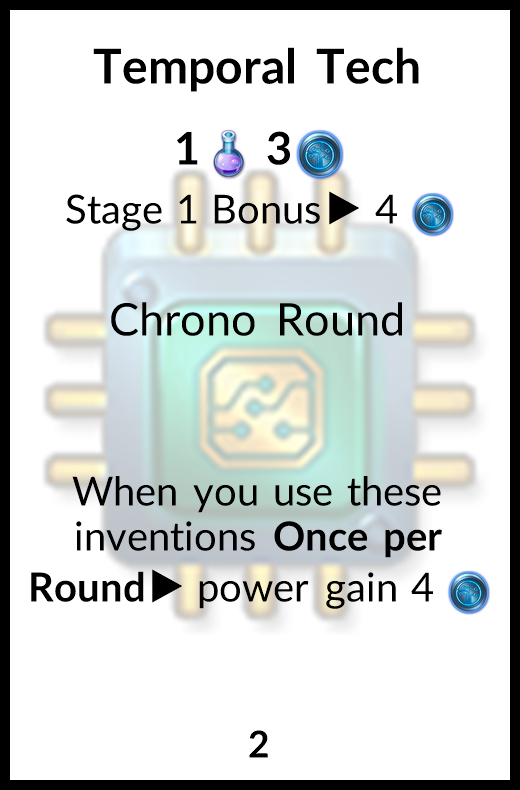 Temporal Tech
1 3
Stage 1 Bonus▶ 4
Chrono Round
When you use these
inventions Once per
Round▶ power gain 4
2